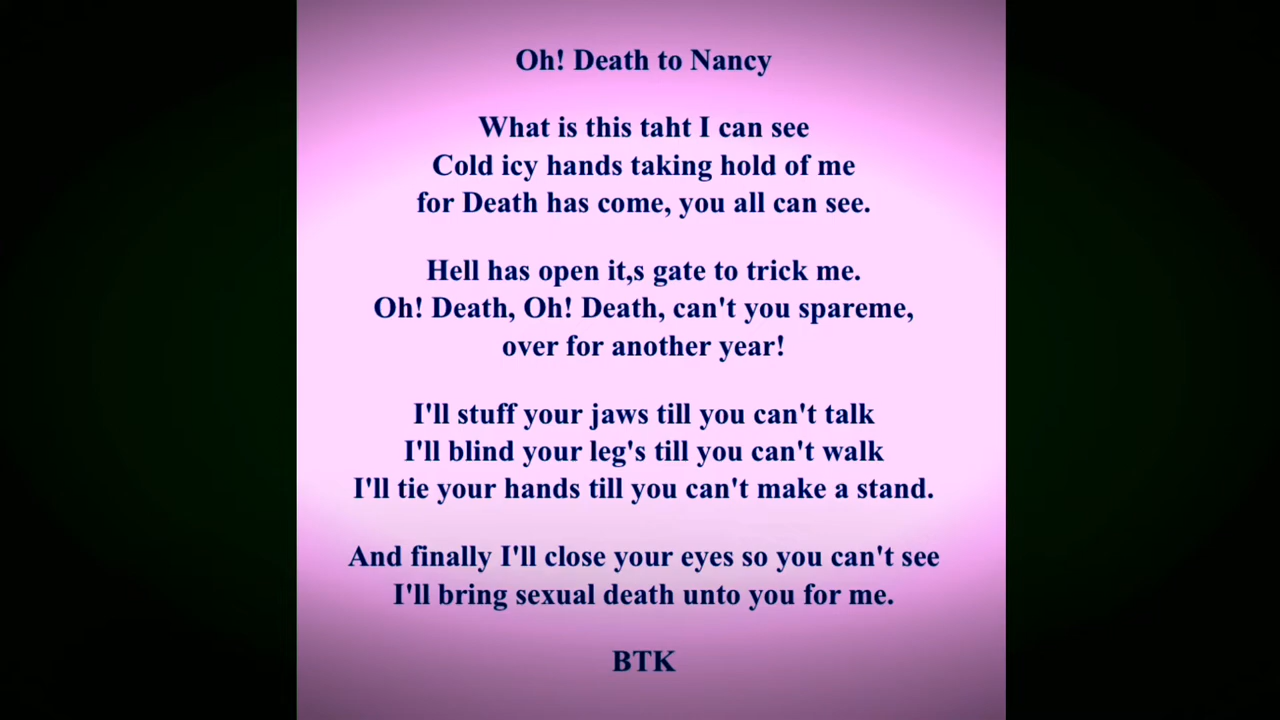 Oh! Death to Nancy
What is this taht I can see
Cold icy hands taking hold of me
for Death has come, you all can see.
Hell has open it,s gate to trick me.
Oh! Death, Oh! Death, can't you spareme,
over for another year!
I'll stuff your jaws till you can't talk
I'll blind your leg's till you can't walk
I'll tie your hands till you can't make a stand.
And finally I'll close your eyes so you can't see
I'll bring sexual death unto you for me.
BTK